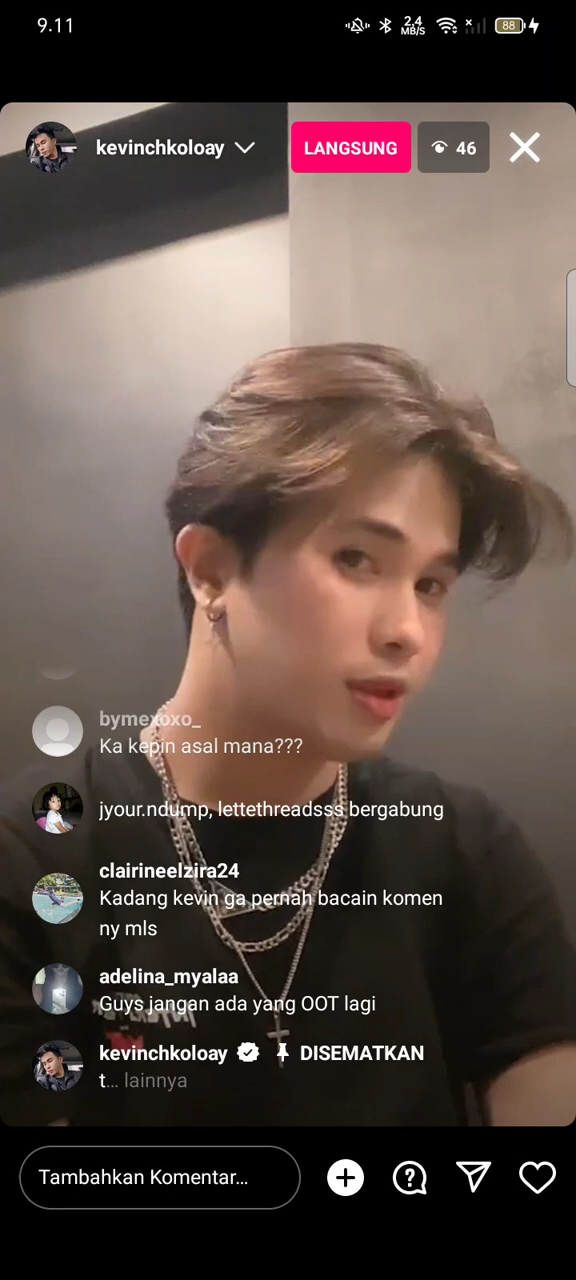 9.11
2,4
MB/S
88
kevinchkoloay
LANGSUNG
46
bymexoxo_
Ka kepin asal mana???
jyour.ndump, lettethreadsss bergabung
clairineelzira24
Kadang kevin ga pernah bacain komen
ny mls
adelina_myalaa
Guys jangan ada yang OOT lagi
kevinchkoloay DISEMATKAN
t... lainnya
Tambahkan Komentar...